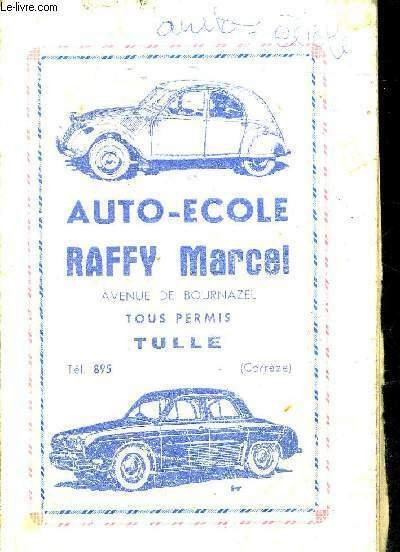 © Le-livre.com
AUTO-ECOLE
RAFFY Marcel
AVENUE DE BOURNAZEL
TOUS PERMIS
TULLE
Tél. 895 (Corrèze)